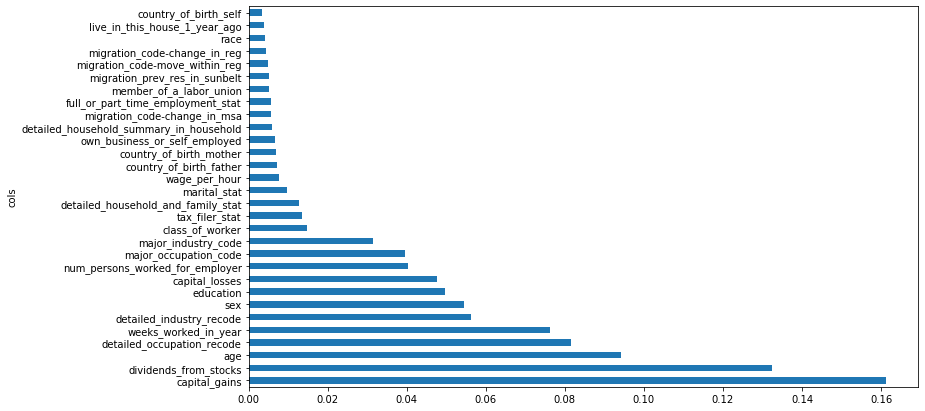 country_of_birth_self
live_in_this_house_1_year_ago
race
migration_code-change_in_reg
migration_code-move_within_reg
migration_prev_res_in_sunbelt
member_of_a_labor_union
full_or_part_time_employment_stat
migration_code-change_in_msa
detailed_household_summary_in_household
own_business_or_self_employed
country_of_birth_mother
country_of_birth_father
wage_per_hour
marital_stat
detailed_household_and_family_stat
tax_filer_stat
class_of_worker
major_industry_code
major_occupation_code
num_persons_worked_for_employer
capital_losses
education
sex
detailed_industry_recode
weeks_worked_in_year
detailed_occupation_recode
age
dividends_from_stocks
capital_gains
cols
0.00 0.02 0.04 0.06 0.08 0.10 0.12 0.14 0.16